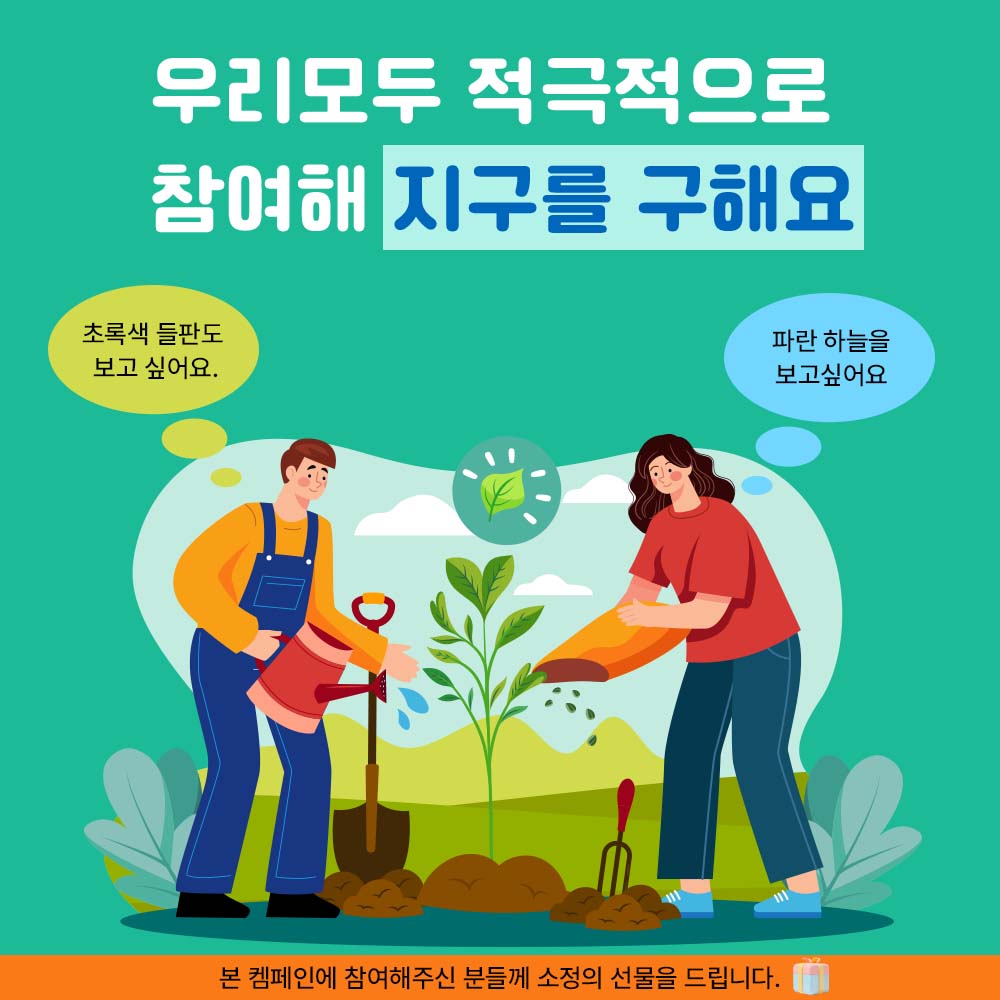 우리모두 적극적으로
참여해 지구를 구해요
초록색 들판도
보고 싶어요.
파란 하늘을
보고싶어요
본 켐페인에 참여해주신 분들께 소정의 선물을 드립니다.